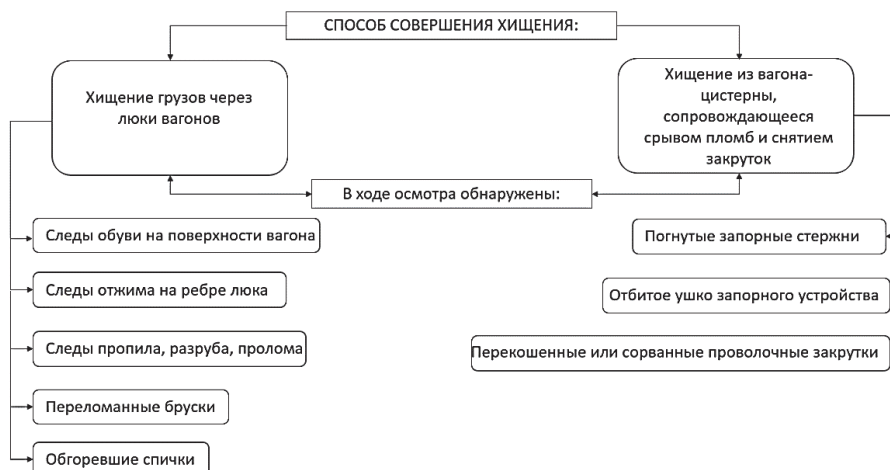 СПОСОБ СОВЕРШЕНИЯ ХИЩЕНИЯ:
Хищение грузов через
люки вагонов
Хищение из вагона-
цистерны,
сопровождающееся
срывом пломб и снятием
закруток
В ходе осмотра обнаружены:
Следы обуви на поверхности вагона
Следы отжима на ребре люка
Следы пропила, разруба, пролома
Переломанные бруски
Обгоревшие спички
Погнутые запорные стержни
Отбитое ушко запорного устройства
Перекошенные или сорванные проволочные закрутки